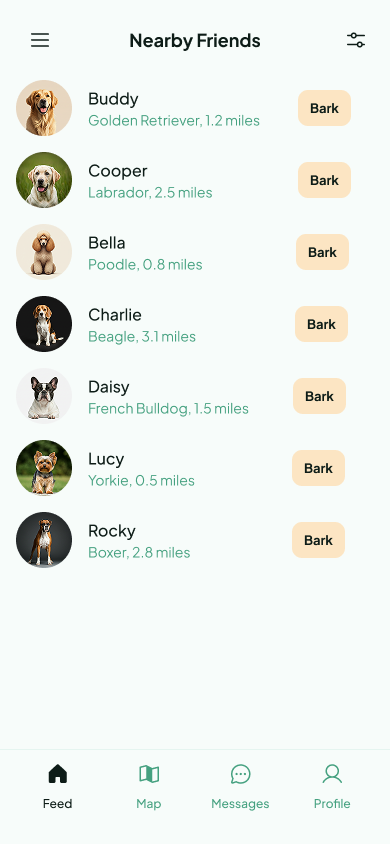 Nearby Friends
Buddy
Golden Retriever, 1.2 miles
Bark
Cooper
Labrador, 2.5 miles
Bark
Bella
Poodle, 0.8 miles
Bark
Charlie
Beagle, 3.1 miles
Bark
Daisy
French Bulldog, 1.5 miles
Bark
Lucy
Yorkie, 0.5 miles
Bark
Rocky
Boxer, 2.8 miles
Bark
Feed
Map
Messages
Profile